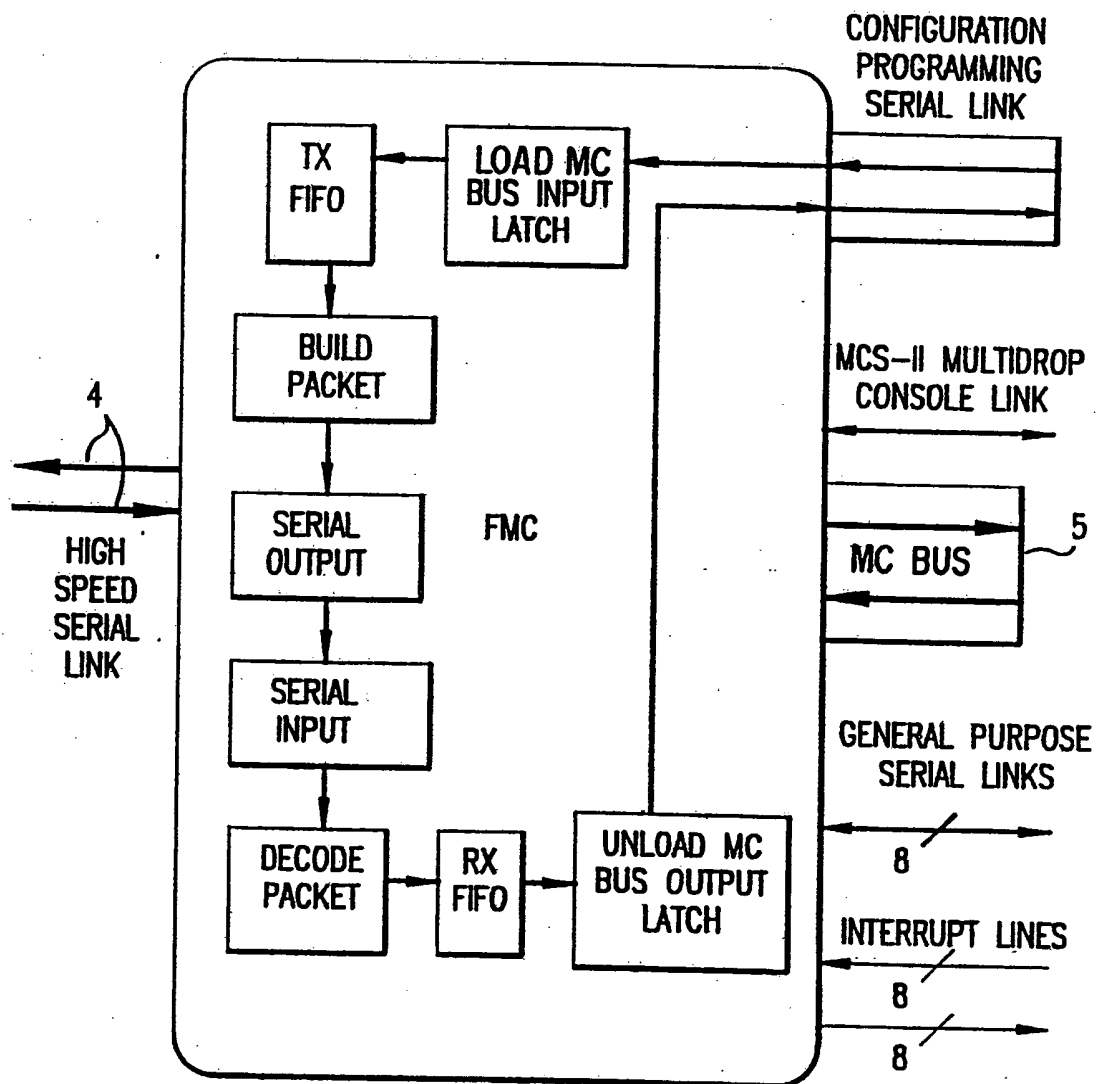 CONFIGURATION
PROGRAMMING
SERIAL LINK
TX
FIFO
LOAD MC
BUS INPUT
LATCH
BUILD
PACKET
MCS-II MULTIDROP
CONSOLE LINK
4
SERIAL
OUTPUT
FMC
5
MC BUS
HIGH
SPEED
SERIAL
LINK
SERIAL
INPUT
GENERAL PURPOSE
SERIAL LINKS
8
DECODE
PACKET
RX
FIFO
UNLOAD MC
BUS OUTPUT
LATCH
INTERRUPT LINES
8
8